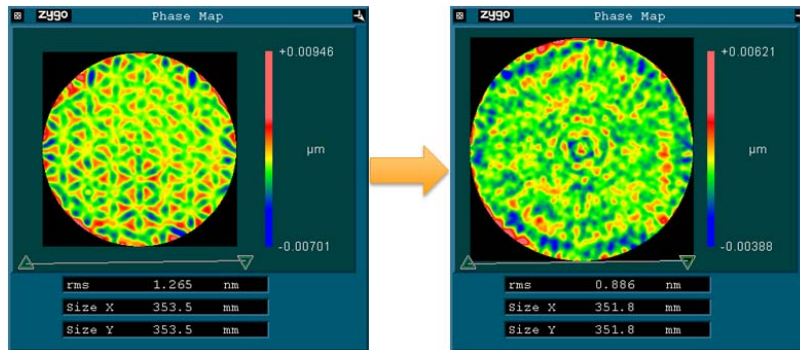 zygo Phase Map
+0.00946
µm
-0.00701
rms 1.265 nm
Size X 353.5 mm
Size Y 353.5 mm
zygo Phase Map
+0.00621
µm
-0.00388
rms 0.886 nm
Size X 351.8 mm
Size Y 351.8 mm